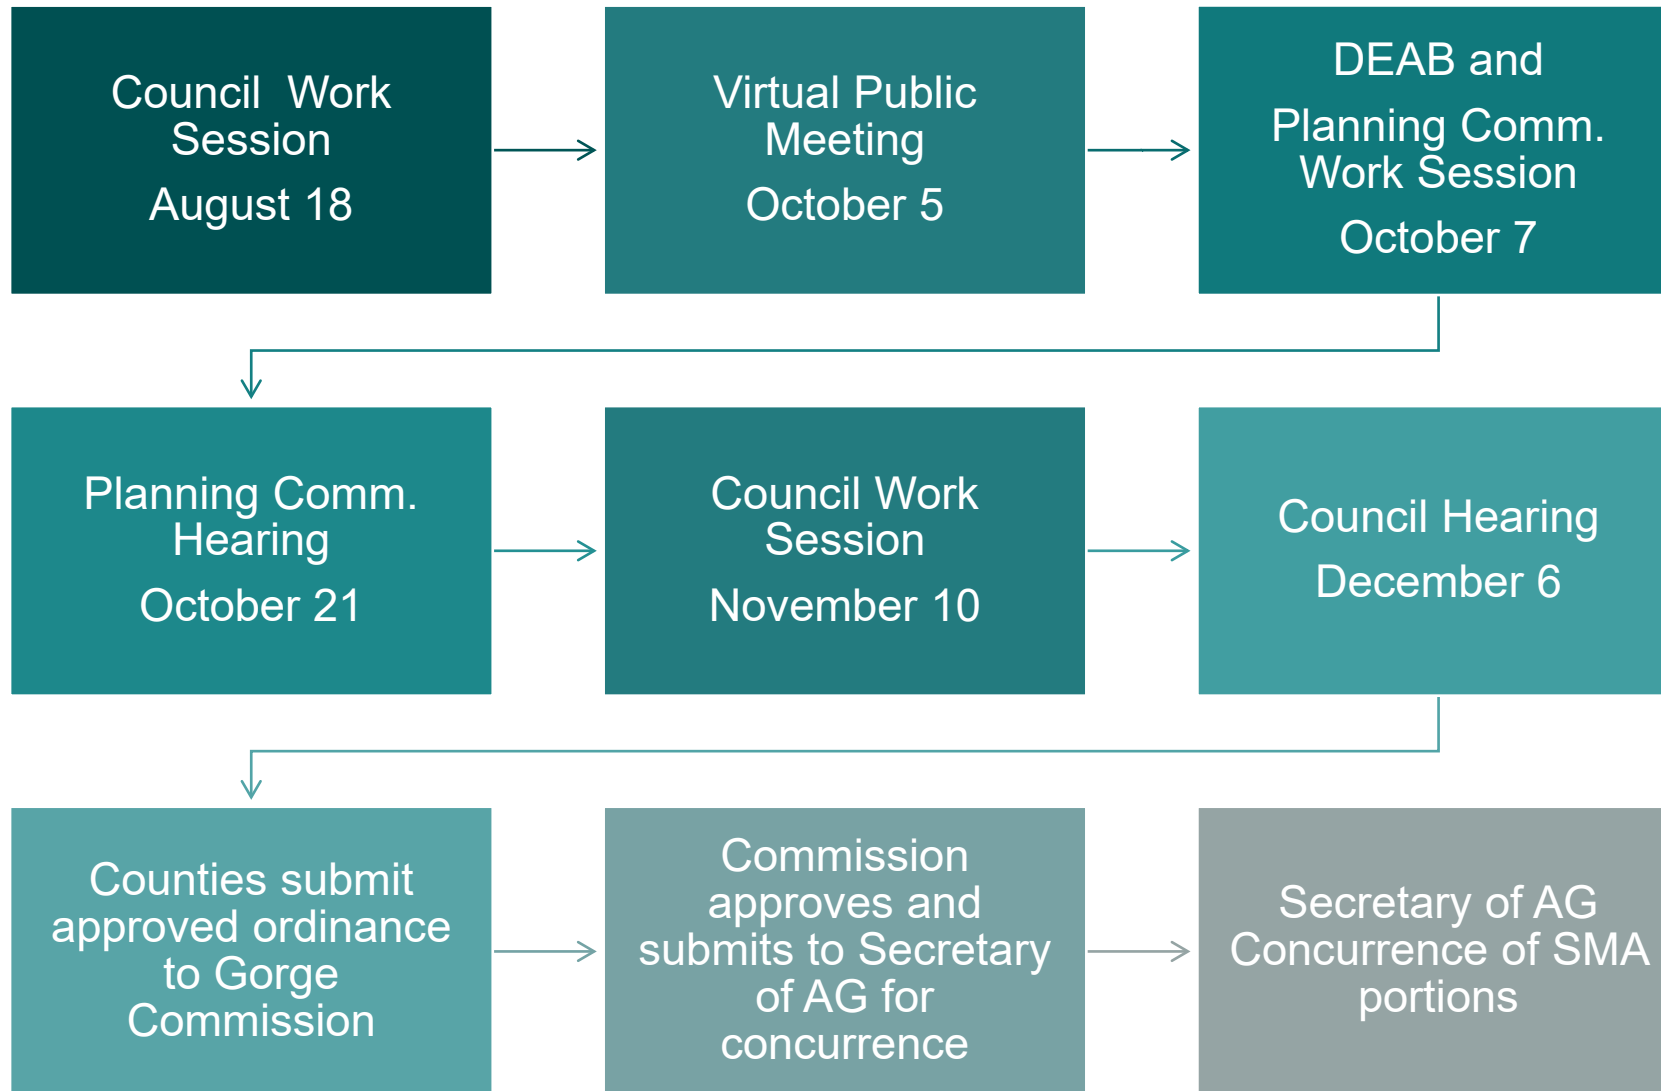 Council  Work
Session
August 18
Virtual Public
Meeting
October 5
DEAB and
Planning Comm.
Work Session
October 7
Planning Comm.
Hearing
October 21
Council Work
Session
November 10
Council Hearing
December 6
Counties submit
approved ordinance
to Gorge
Commission
Commission
approves and
submits to Secretary
of AG for
concurrence
Secretary of AG
Concurrence of SMA
portions